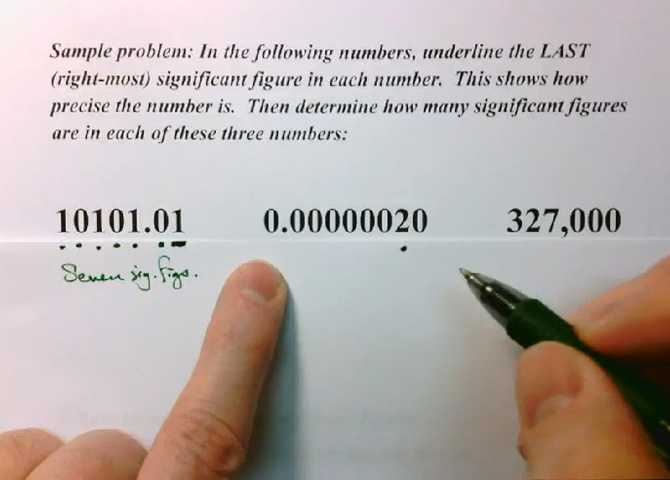 Sample problem: In the following numbers, underline the LAST
(right-most) significant figure in each number. This shows how
precise the number is. Then determine how many significant figures
are in each of these three numbers:
10101.01 0.00000020 327,000
Seven sig. figs.